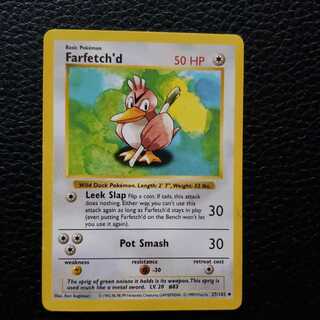 Basic Pokémon
Farfetch'd 50 HP
Wild Duck Pokémon. Length: 2' 7", Weight: 33 lbs.
Leek Slap Flip a coin. If tails, this attack
does nothing. Either way, you can't use this
attack again as long as Farfetch'd stays in play
(even putting Farfetch'd on the Bench won't let
you use it again). 30
Pot Smash 30
weakness resistance retreat cost
-30
The sprig of green onions it holds is its weapon. This sprig is
used much like a metal sword. LV. 20 #83
Illus. Ken Sugimori
27/102